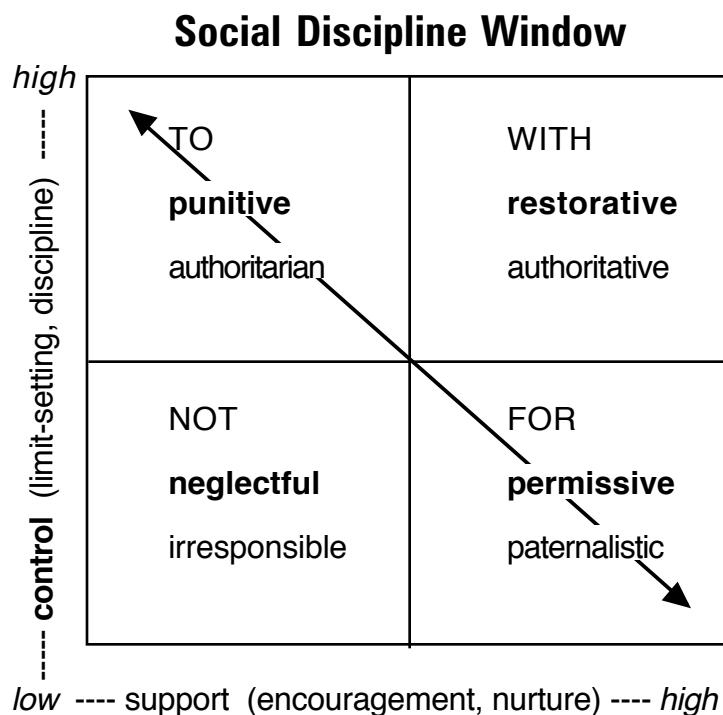 Social Discipline Window
high
TO
punitive
authoritarian
WITH
restorative
authoritative
NOT
neglectful
irresponsible
FOR
permissive
paternalistic
------ control (limit-setting, discipline) -----
low ---- support (encouragement, nurture) ---- high